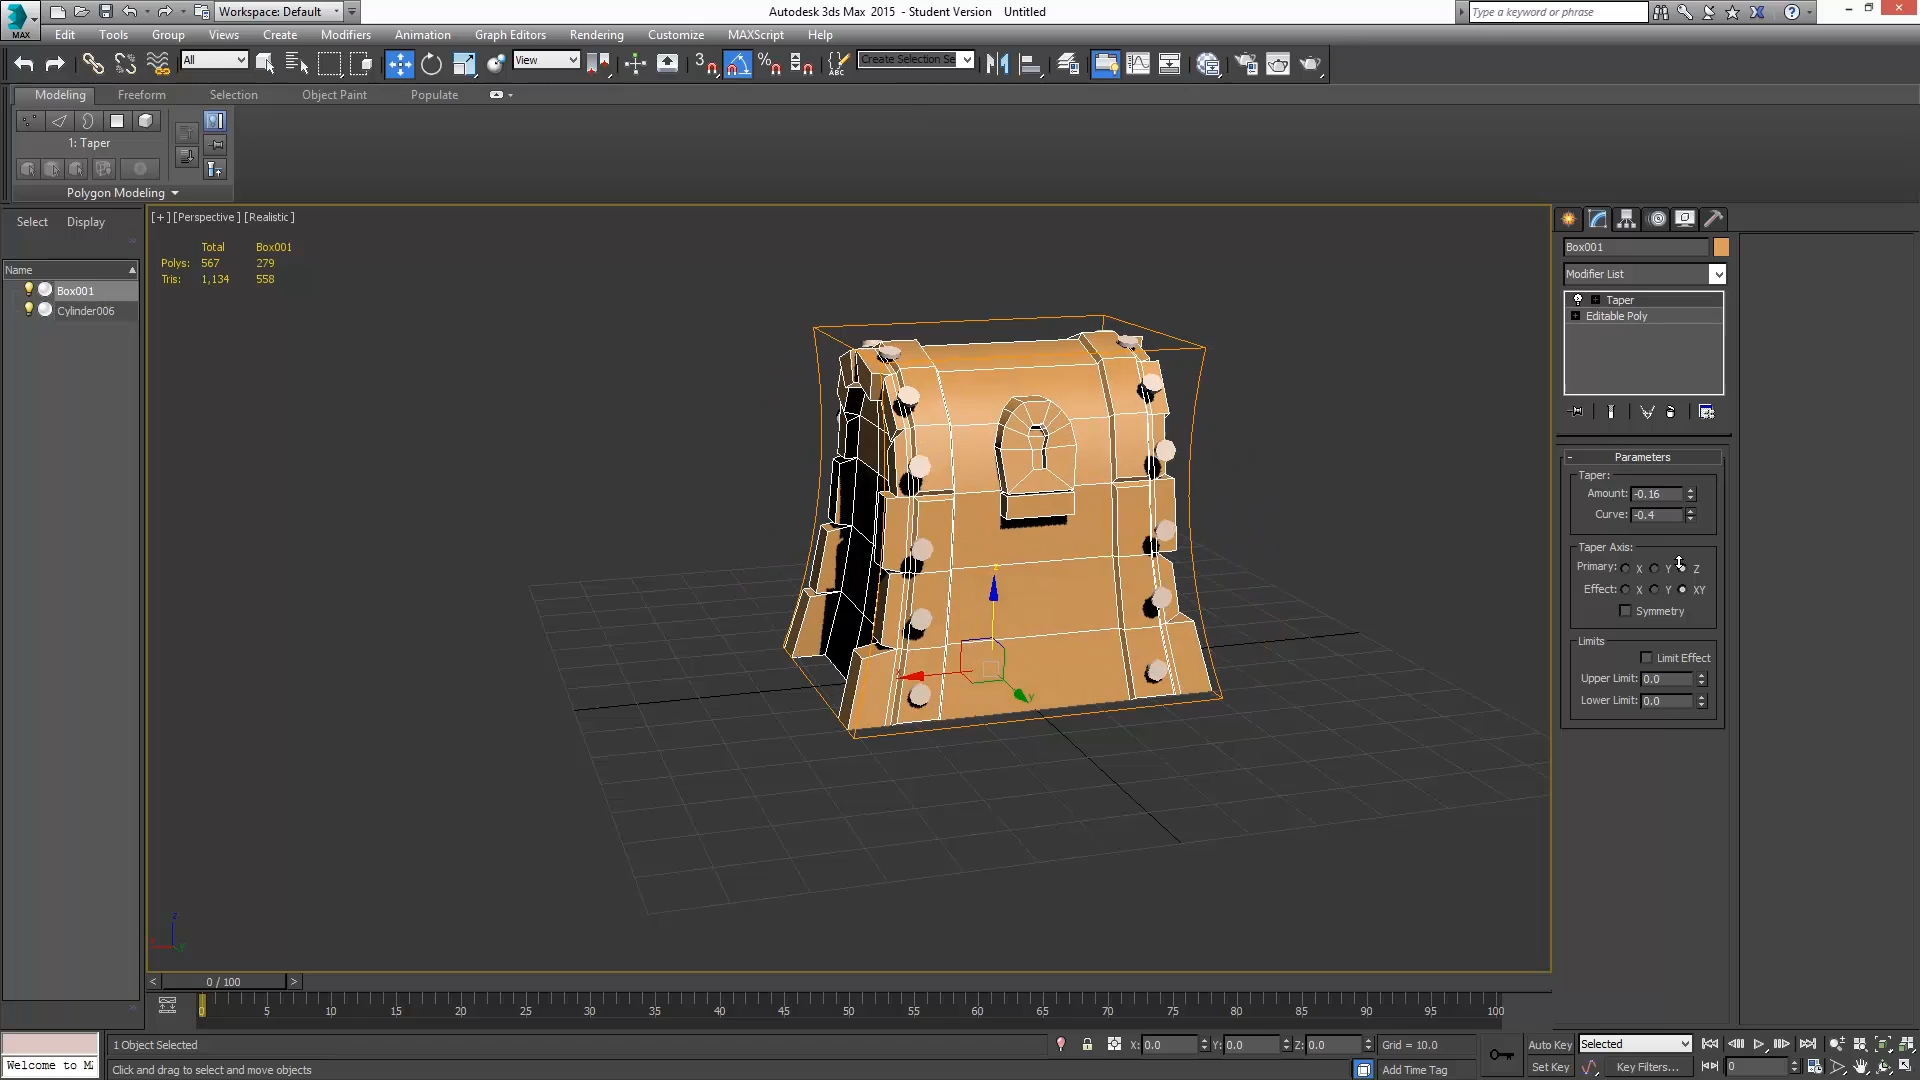 Workspace: Default
Autodesk 3ds Max 2015 - Student Version Untitled
Type a keyword or phrase
MAX
Edit Tools Group Views Create Modifiers Animation Graph Editors Rendering Customize MAXScript Help
All
View
3
%
ABC
Create Selection Se
Modeling Freeform Selection Object Paint Populate
1: Taper
Polygon Modeling
Select Display
Name
Box001
Cylinder006
[+] [Perspective ] [Realistic ]
Total Box001
Polys: 567 279
Tris: 1,134 558
Box001
Modifier List
Taper
Editable Poly
- Parameters
Taper:
Amount: -0.16
Curve: -0.4
Taper Axis:
Primary: X Y Z
Effect: X Y XY
Symmetry
Limits
Limit Effect
Upper Limit: 0.0
Lower Limit: 0.0
z
y
z
x y
< 0 / 100 >
0 5 10 15 20 25 30 35 40 45 50 55 60 65 70 75 80 85 90 95 100
1 Object Selected
X: 0.0 Y: 0.0 Z: 0.0
Grid = 10.0
Auto Key Selected
Welcome to M
Click and drag to select and move objects
Add Time Tag
Set Key Key Filters...
0